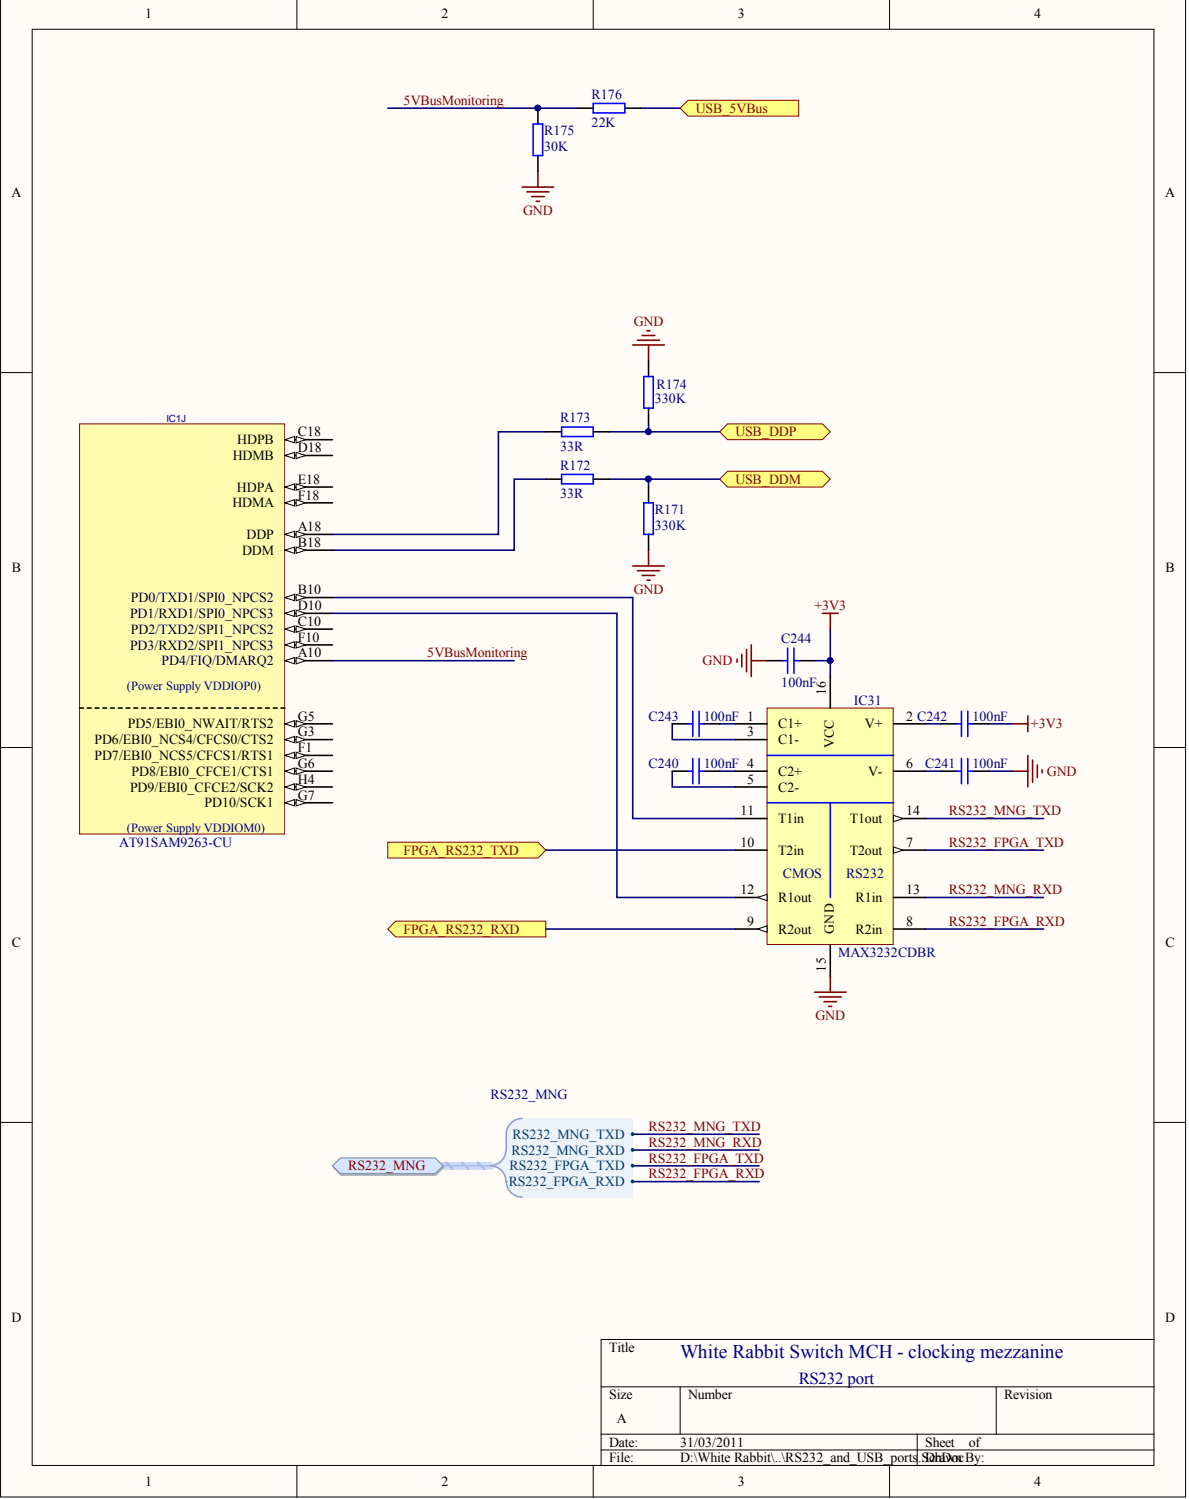 1 2 3 4
A A
B B
C C
D D
5VBusMonitoring
R176
22K
USB_5VBus
R175
30K
GND
GND
R174
330K
R173
33R
USB_DDP
R172
33R
USB_DDM
R171
330K
GND
IC1J
HDPB C18
HDMB D18
HDPA E18
HDMA F18
DDP A18
DDM B18
PD0/TXD1/SPI0_NPCS2 B10
PD1/RXD1/SPI0_NPCS3 D10
PD2/TXD2/SPI1_NPCS2 C10
PD3/RXD2/SPI1_NPCS3 F10
PD4/FIQ/DMARQ2 A10
5VBusMonitoring
(Power Supply VDDIOP0)
PD5/EBI0_NWAIT/RTS2 G5
PD6/EBI0_NCS4/CFCS0/CTS2 G3
PD7/EBI0_NCS5/CFCS1/RTS1 F1
PD8/EBI0_CFCE1/CTS1 G6
PD9/EBI0_CFCE2/SCK2 H4
PD10/SCK1 G7
(Power Supply VDDIOM0)
AT91SAM9263-CU
+3V3
C244
GND
100nF
16
IC31
C243 100nF 1 C1+ VCC V+ 2 C242 100nF +3V3
3 C1-
C240 100nF 4 C2+ V- 6 C241 100nF GND
5 C2-
11 T1in T1out 14 RS232_MNG_TXD
FPGA_RS232_TXD 10 T2in T2out 7 RS232_FPGA_TXD
CMOS RS232
12 R1out R1in 13 RS232_MNG_RXD
GND
FPGA_RS232_RXD 9 R2out R2in 8 RS232_FPGA_RXD
MAX3232CDBR
15
GND
RS232_MNG
RS232_MNG_TXD RS232_MNG_TXD
RS232_MNG_RXD RS232_MNG_RXD
RS232_MNG RS232_FPGA_TXD RS232_FPGA_TXD
RS232_FPGA_RXD RS232_FPGA_RXD
Title White Rabbit Switch MCH - clocking mezzanine
RS232 port
Size Number Revision
A
Date: 31/03/2011 Sheet of
File: D:\White Rabbit\..\RS232_and_USB_ports.SchDoc Drawn By:
1 2 3 4